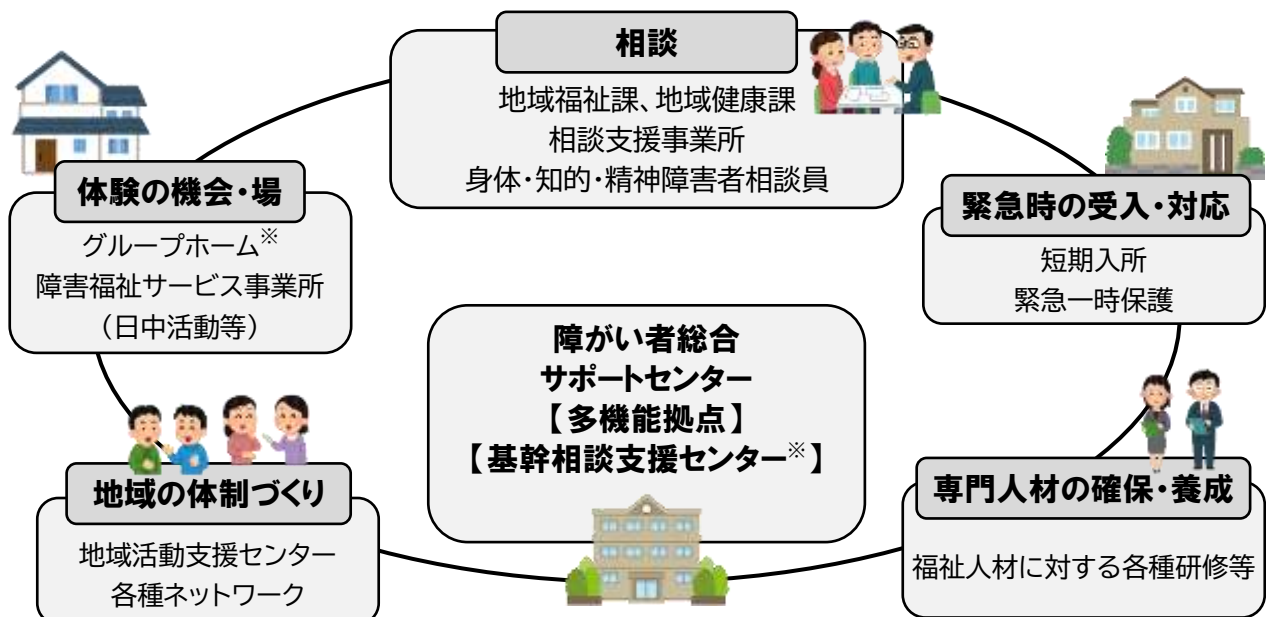 相談
地域福祉課、地域健康課
相談支援事業所
身体・知的・精神障害者相談員
体験の機会・場
グループホーム※
障害福祉サービス事業所
（日中活動等）
緊急時の受入・対応
短期入所
緊急一時保護
障がい者総合
サポートセンター
【多機能拠点】
【基幹相談支援センター※】
地域の体制づくり
地域活動支援センター
各種ネットワーク
専門人材の確保・養成
福祉人材に対する各種研修等